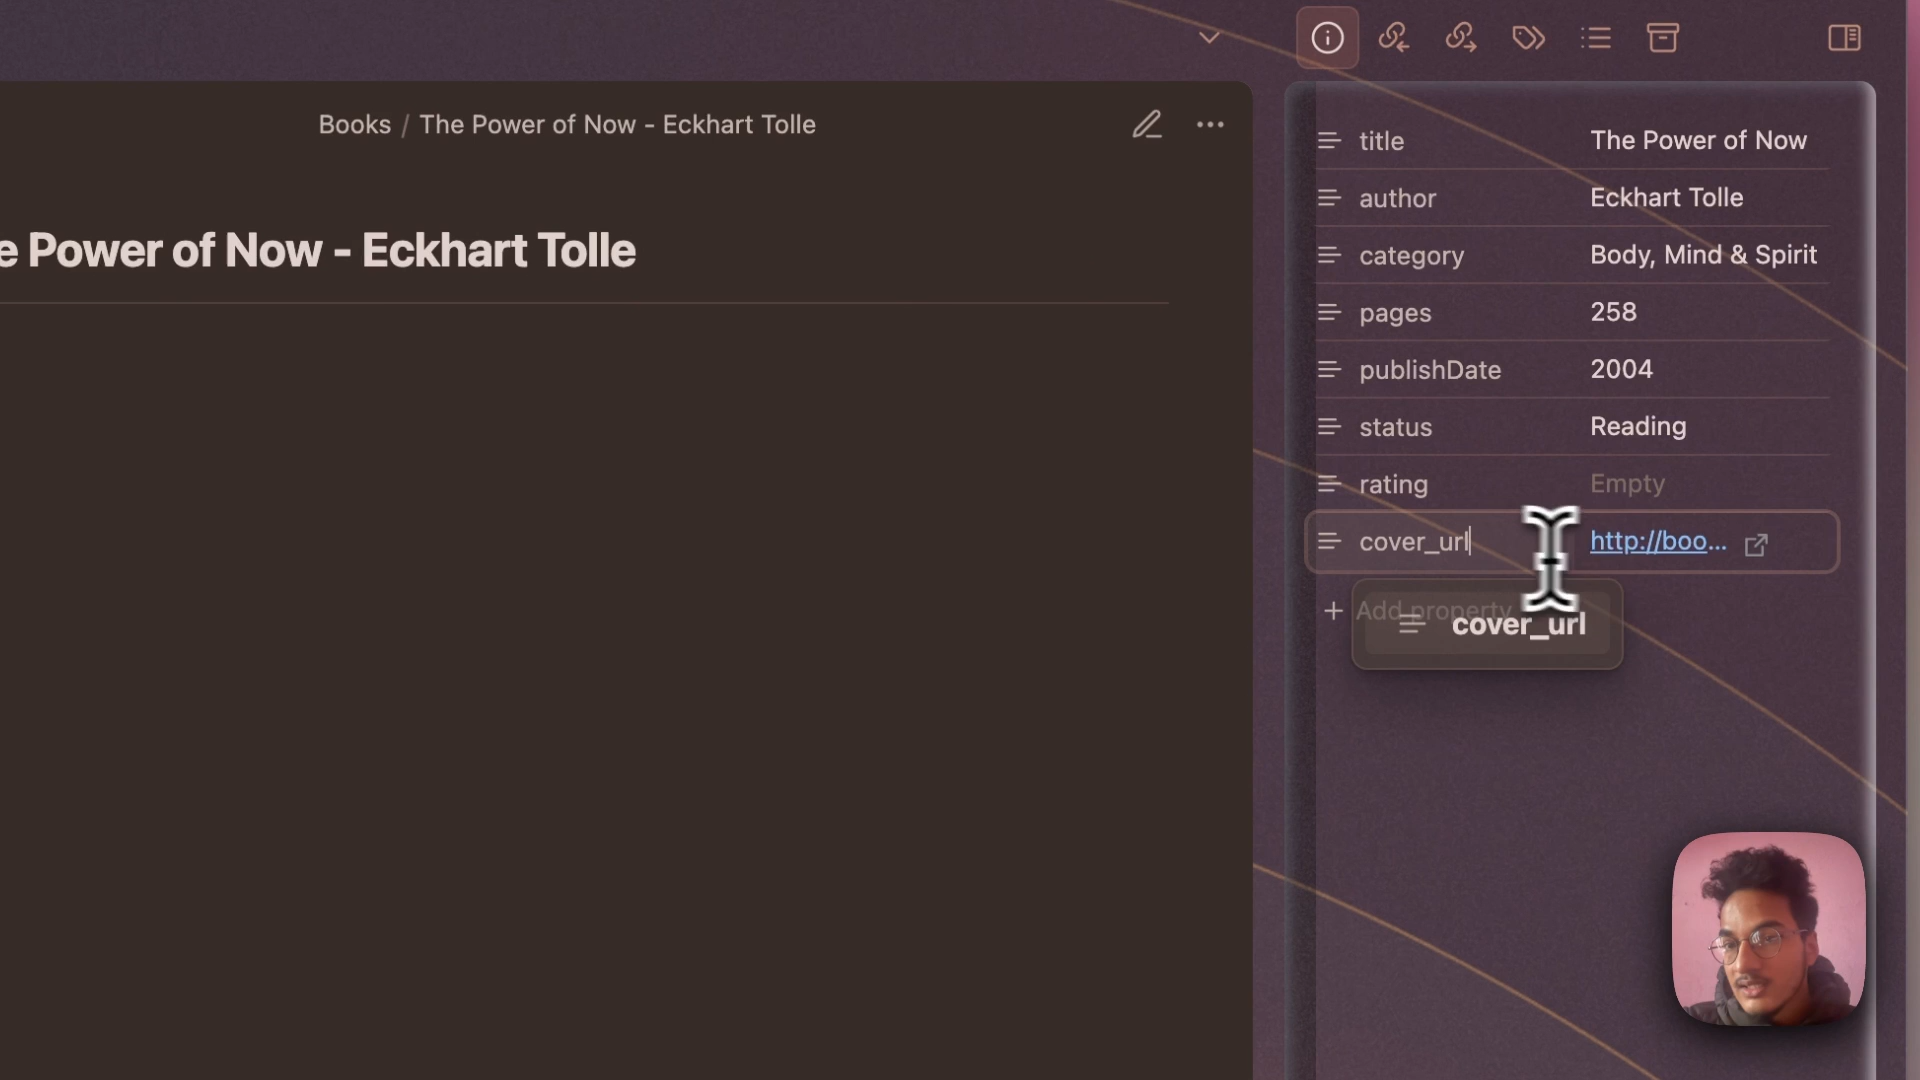 Books / The Power of Now - Eckhart Tolle
e Power of Now - Eckhart Tolle
title The Power of Now
author Eckhart Tolle
category Body, Mind & Spirit
pages 258
publishDate 2004
status Reading
rating Empty
cover_url http://boo...
+ Add property
cover_url